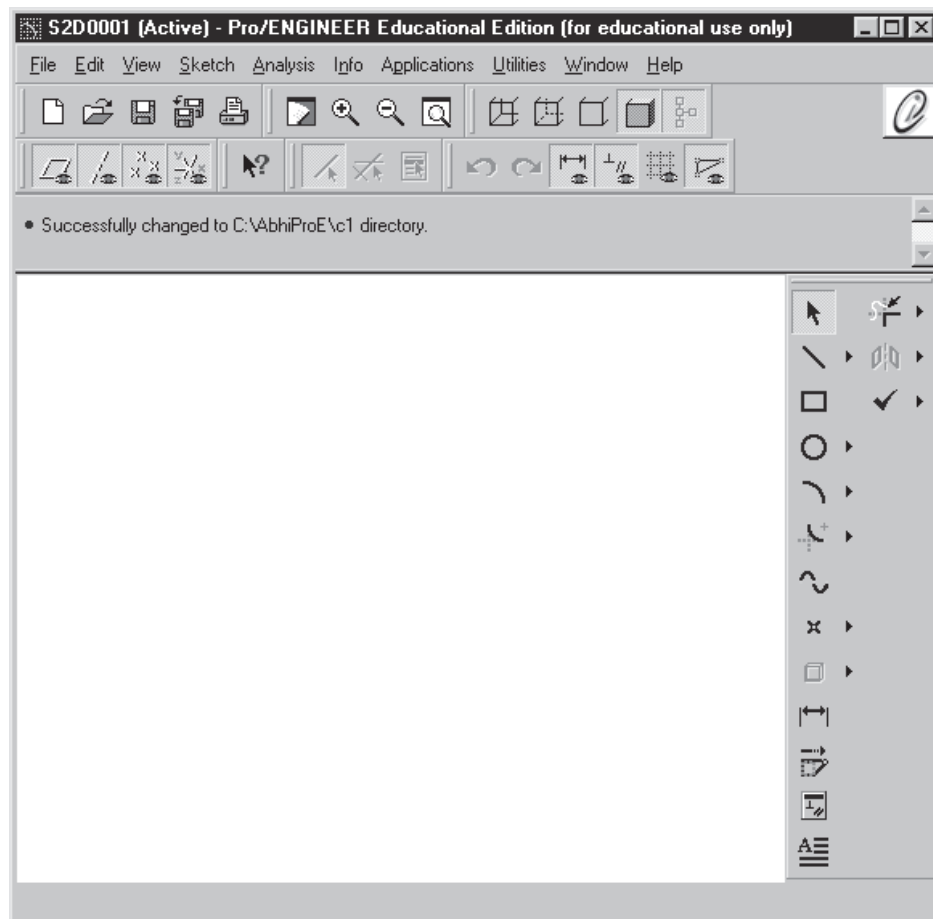 S2D0001 (Active) - Pro/ENGINEER Educational Edition (for educational use only)
File Edit View Sketch Analysis Info Applications Utilities Window Help
• Successfully changed to C:\AbhiProE\c1 directory.